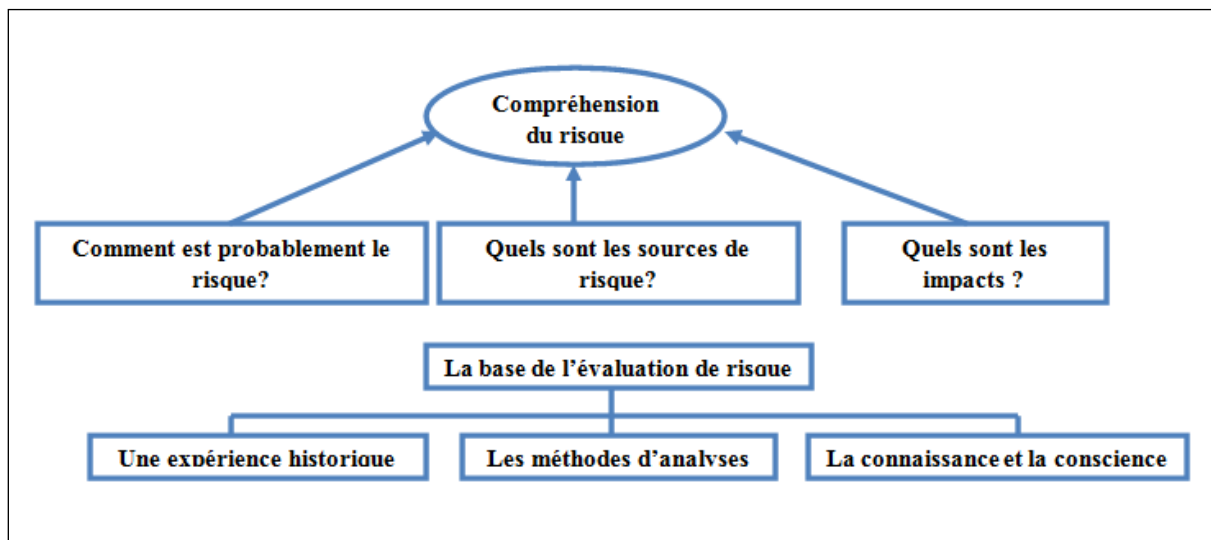 Compréhension
du risque
Comment est probablement le
risque?
Quels sont les sources de
risque?
Quels sont les
impacts ?
La base de l’évaluation de risque
Une expérience historique
Les méthodes d’analyses
La connaissance et la conscience